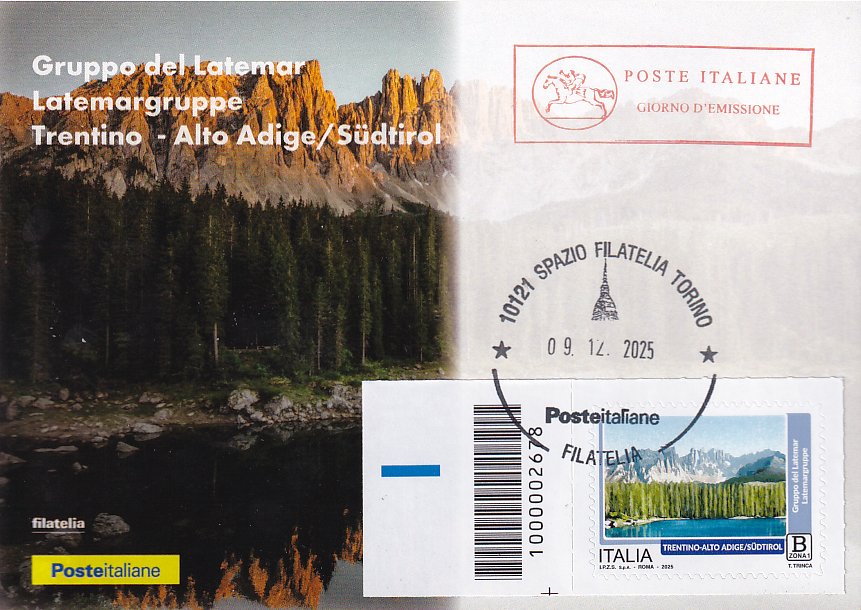 Gruppo del Latemar
Latemargruppe
Trentino - Alto Adige/Südtirol
POSTE ITALIANE
GIORNO D'EMISSIONE
10121 SPAZIO FILATELIA TORINO
09. 12. 2025
FILATELIA
Posteitaliane
1000002678
Gruppo del Latemar
Latemargruppe
TRENTINO-ALTO ADIGE/SÜDTIROL
ITALIA
B
ZONA 1
I.P.Z.S. S.p.A. - ROMA - 2025
T. TRINCA
filatelia
Posteitaliane